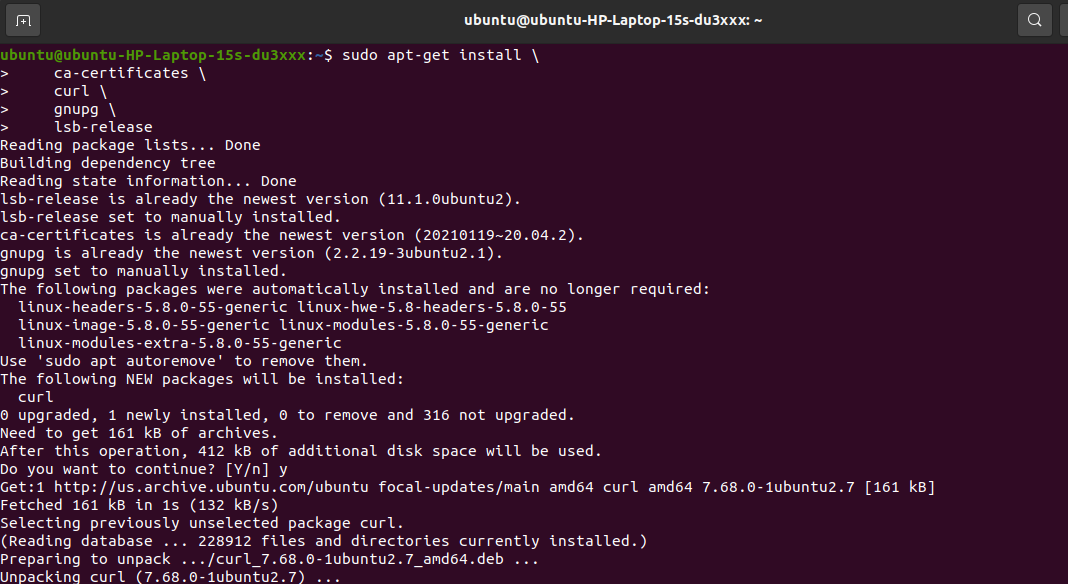 ubuntu@ubuntu-HP-Laptop-15s-du3xxx: ~
ubuntu@ubuntu-HP-Laptop-15s-du3xxx:~$ sudo apt-get install \
>     ca-certificates \
>     curl \
>     gnupg \
>     lsb-release
Reading package lists... Done
Building dependency tree
Reading state information... Done
lsb-release is already the newest version (11.1.0ubuntu2).
lsb-release set to manually installed.
ca-certificates is already the newest version (20210119~20.04.2).
gnupg is already the newest version (2.2.19-3ubuntu2.1).
gnupg set to manually installed.
The following packages were automatically installed and are no longer required:
  linux-headers-5.8.0-55-generic linux-hwe-5.8-headers-5.8.0-55
  linux-image-5.8.0-55-generic linux-modules-5.8.0-55-generic
  linux-modules-extra-5.8.0-55-generic
Use 'sudo apt autoremove' to remove them.
The following NEW packages will be installed:
  curl
0 upgraded, 1 newly installed, 0 to remove and 316 not upgraded.
Need to get 161 kB of archives.
After this operation, 412 kB of additional disk space will be used.
Do you want to continue? [Y/n] y
Get:1 http://us.archive.ubuntu.com/ubuntu focal-updates/main amd64 curl amd64 7.68.0-1ubuntu2.7 [161 kB]
Fetched 161 kB in 1s (132 kB/s)
Selecting previously unselected package curl.
(Reading database ... 228912 files and directories currently installed.)
Preparing to unpack .../curl_7.68.0-1ubuntu2.7_amd64.deb ...
Unpacking curl (7.68.0-1ubuntu2.7) ...